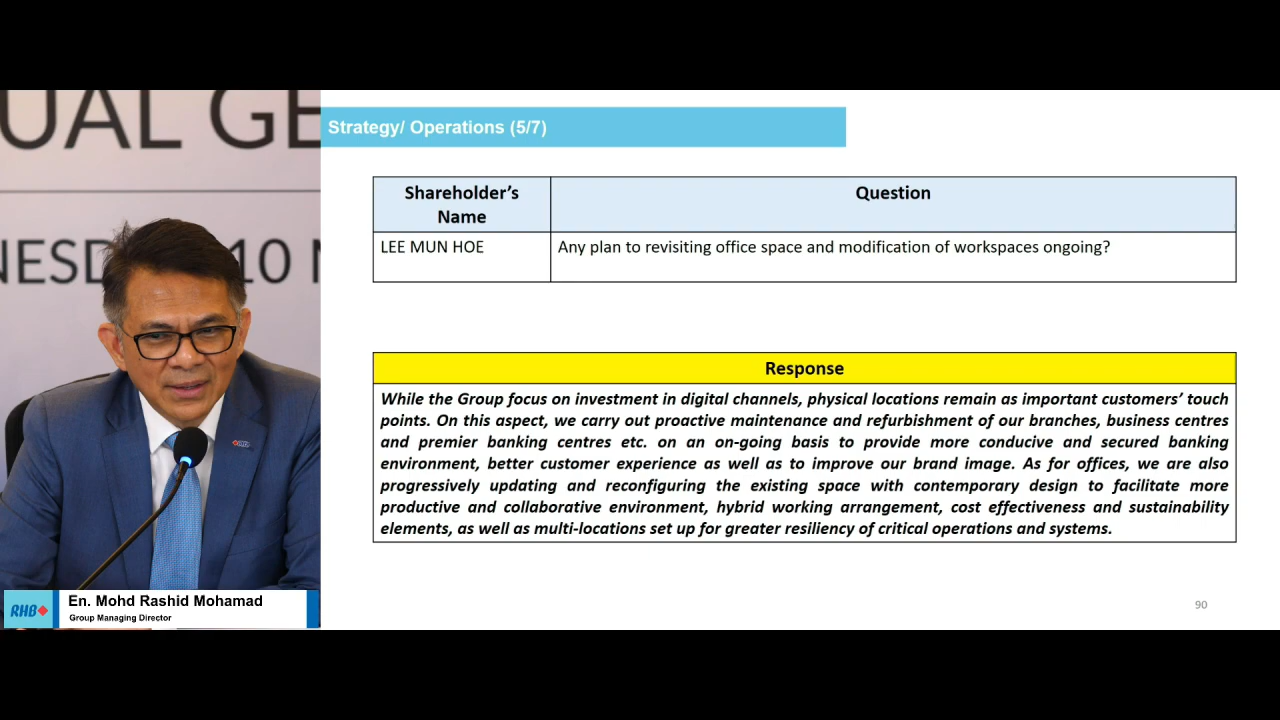 UAL GE
NESD 10
Strategy/ Operations (5/7)
Shareholder's
Name
Question
LEE MUN HOE
Any plan to revisiting office space and modification of workspaces ongoing?
Response
While the Group focus on investment in digital channels, physical locations remain as important customers' touch
points. On this aspect, we carry out proactive maintenance and refurbishment of our branches, business centres
and premier banking centres etc. on an on-going basis to provide more conducive and secured banking
environment, better customer experience as well as to improve our brand image. As for offices, we are also
progressively updating and reconfiguring the existing space with contemporary design to facilitate more
productive and collaborative environment, hybrid working arrangement, cost effectiveness and sustainability
elements, as well as multi-locations set up for greater resiliency of critical operations and systems.
RHB
En. Mohd Rashid Mohamad
Group Managing Director
90